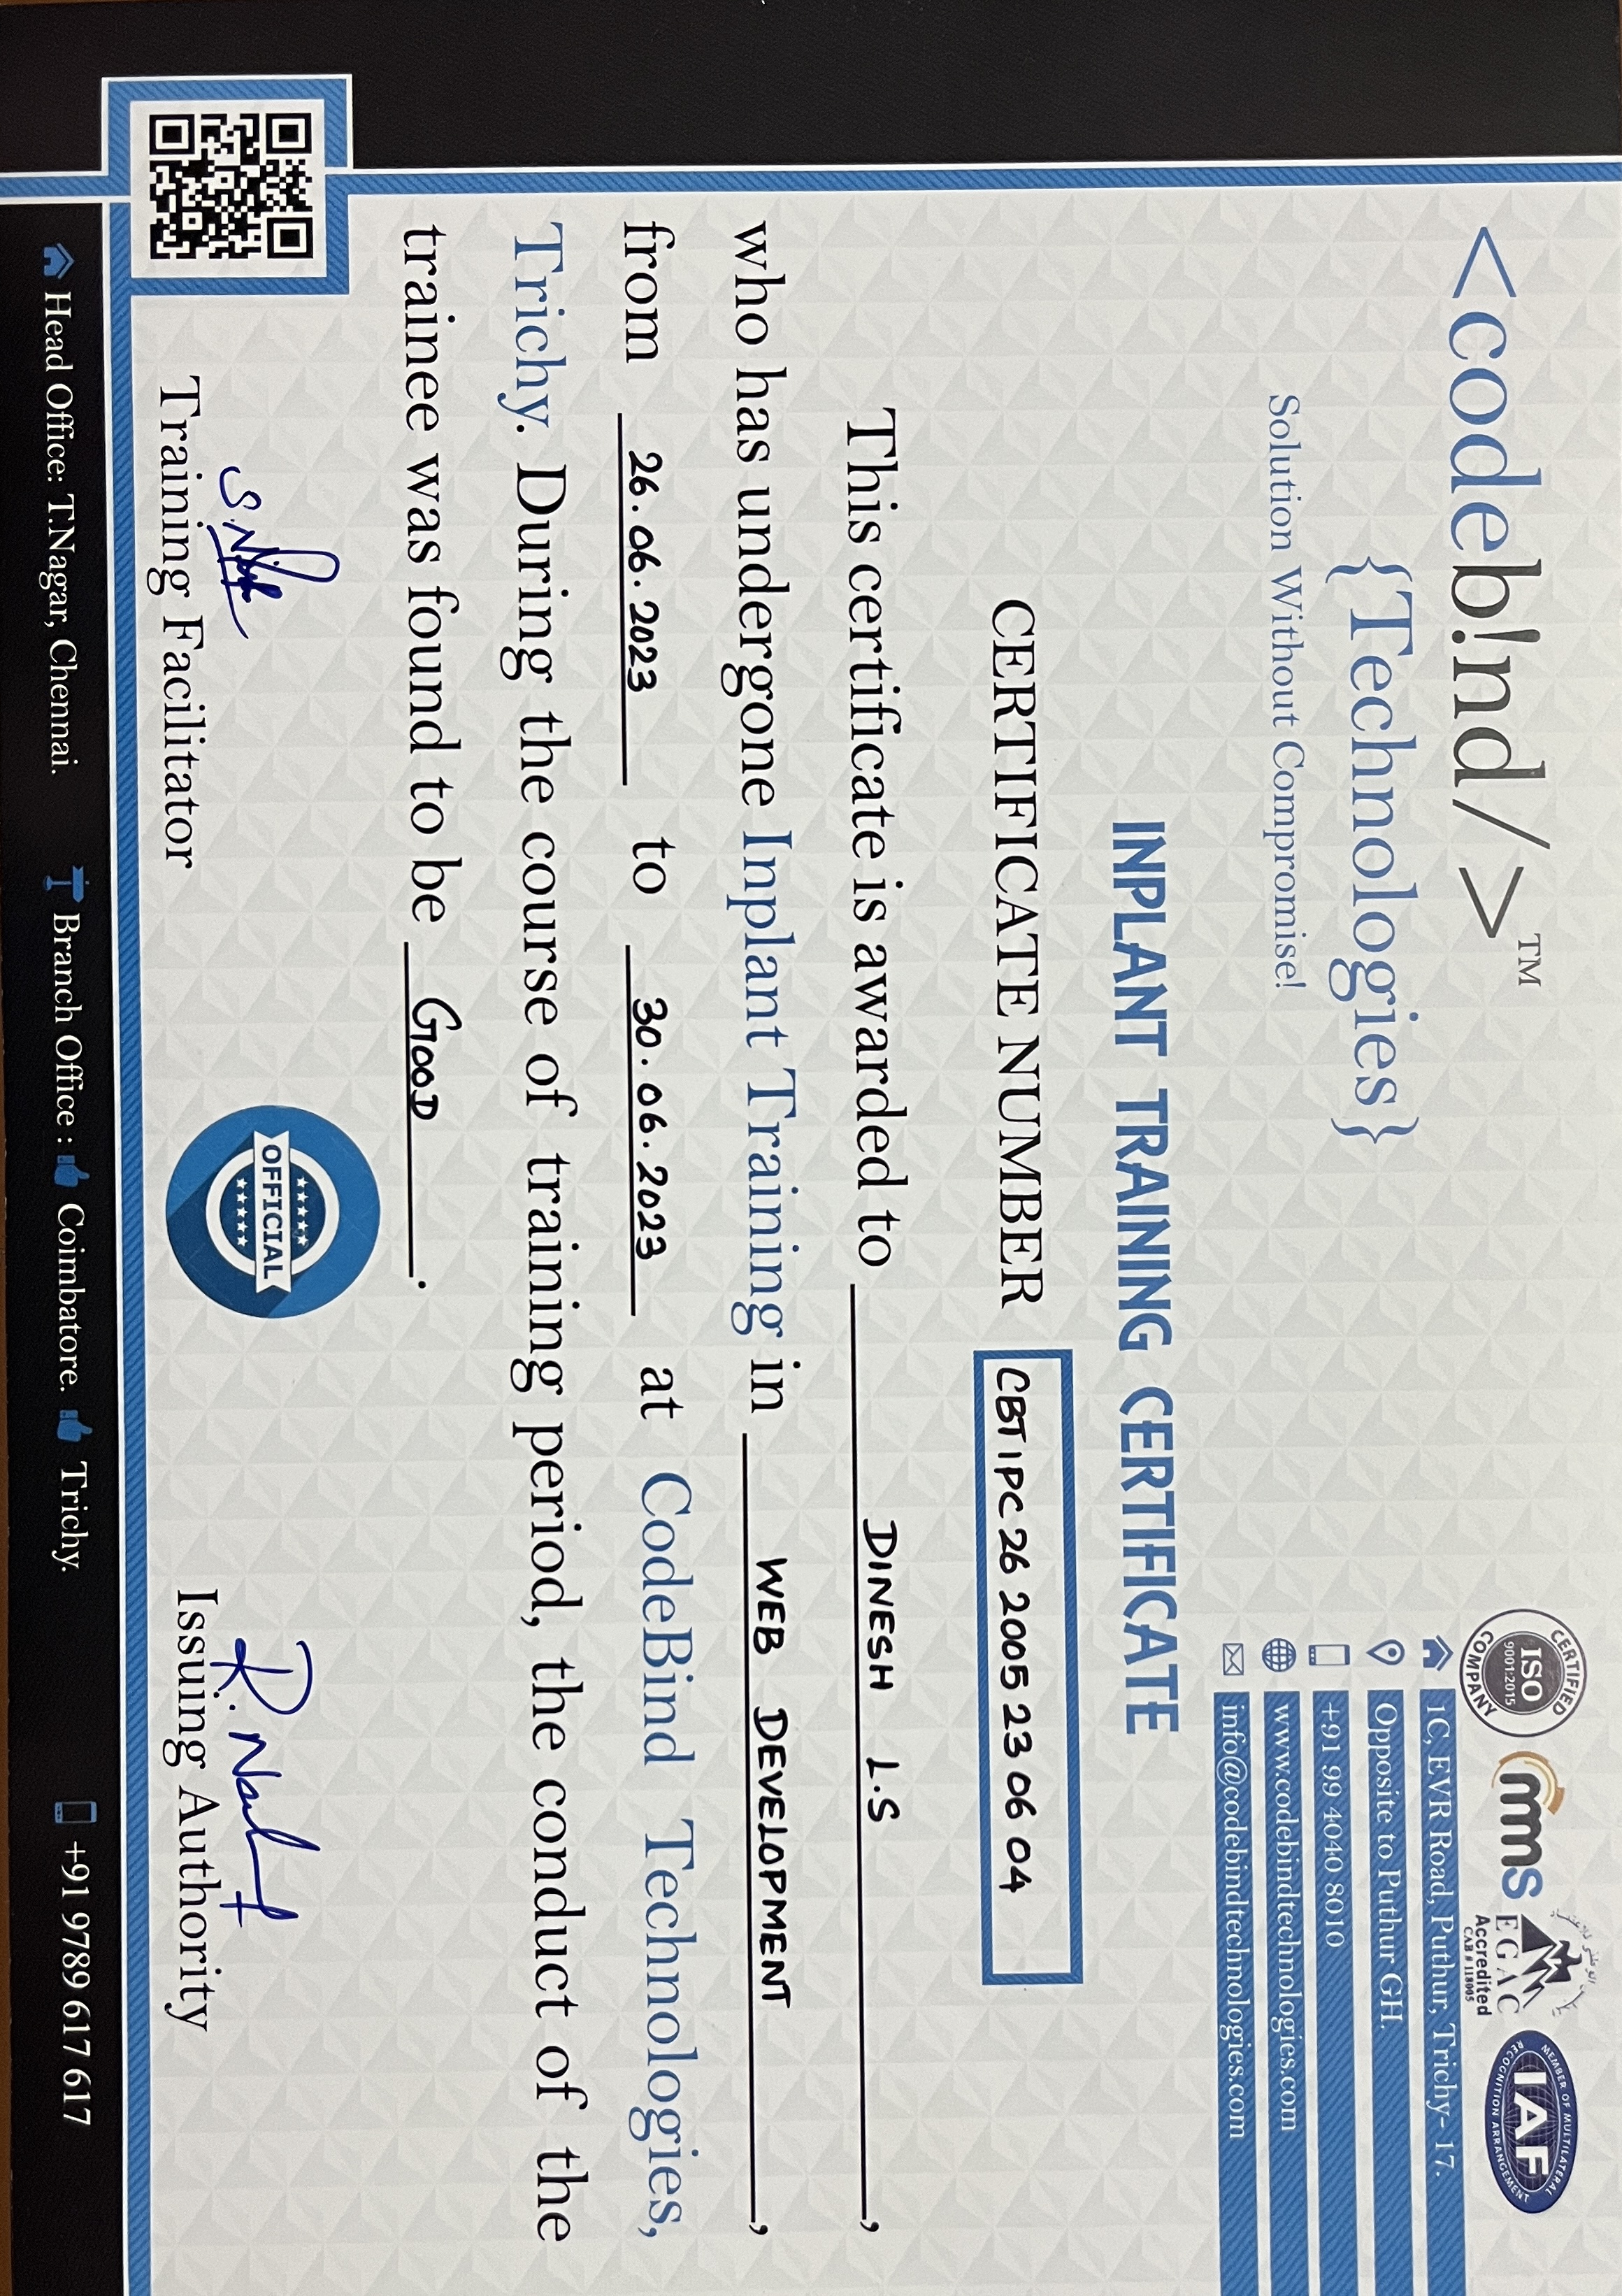 <codeb!nd/>™
{Technologies}
Solution Without Compromise!
CERTIFIED
ISO
9001:2015
COMPANY
mms
المجلس الوطني للاعتماد
EGAC
Accredited
CAB # 118005
MEMBER OF MULTILATERAL
IAF
RECOGNITION ARRANGEMENT
1C, EVR Road, Puthur, Trichy- 17.
Opposite to Puthur GH.
+91 99 4040 8010
www.codebindtechnologies.com
info@codebindtechnologies.com
INPLANT TRAINING CERTIFICATE
CERTIFICATE NUMBER CBTIPC 26 2005 23 06 04
This certificate is awarded to DINESH L.S,
who has undergone Inplant Training in WEB DEVELOPMENT,
from 26.06.2023 to 30.06.2023 at CodeBind Technologies,
Trichy. During the course of training period, the conduct of the
trainee was found to be GOOD.
OFFICIAL
Training Facilitator
Issuing Authority
Head Office: T.Nagar, Chennai. Branch Office : Coimbatore. Trichy. +91 9789 617 617